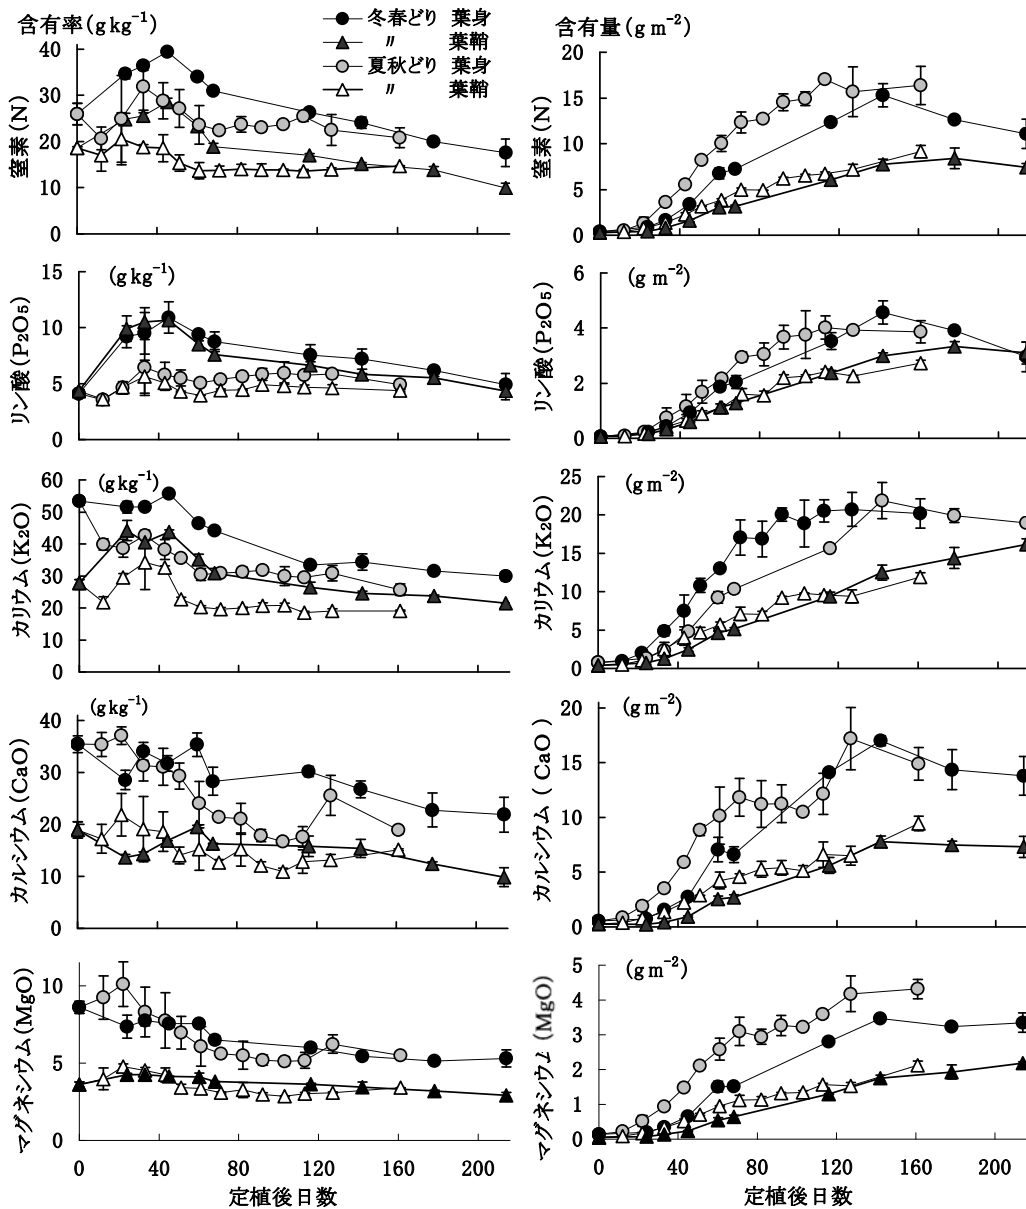 含有率(g kg⁻¹)
冬春どり 葉身
〃 葉鞘
夏秋どり 葉身
〃 葉鞘
含有量(g m⁻²)
窒素(N)
40
30
20
10
0
窒素(N)
20
15
10
5
0
(g kg⁻¹)
リン酸(P₂O₅)
15
10
5
0
(g m⁻²)
リン酸(P₂O₅)
6
4
2
0
(g kg⁻¹)
カリウム(K₂O)
60
50
40
30
20
10
0
(g m⁻²)
カリウム(K₂O)
25
20
15
10
5
0
(g kg⁻¹)
カルシウム(CaO)
40
30
20
10
0
(g m⁻²)
カルシウム(CaO)
20
15
10
5
0
マグネシウム(MgO)
10
5
0
0 40 80 120 160 200
定植後日数
(g m⁻²)
マグネシウム(MgO)
5
4
3
2
1
0
0 40 80 120 160 200
定植後日数